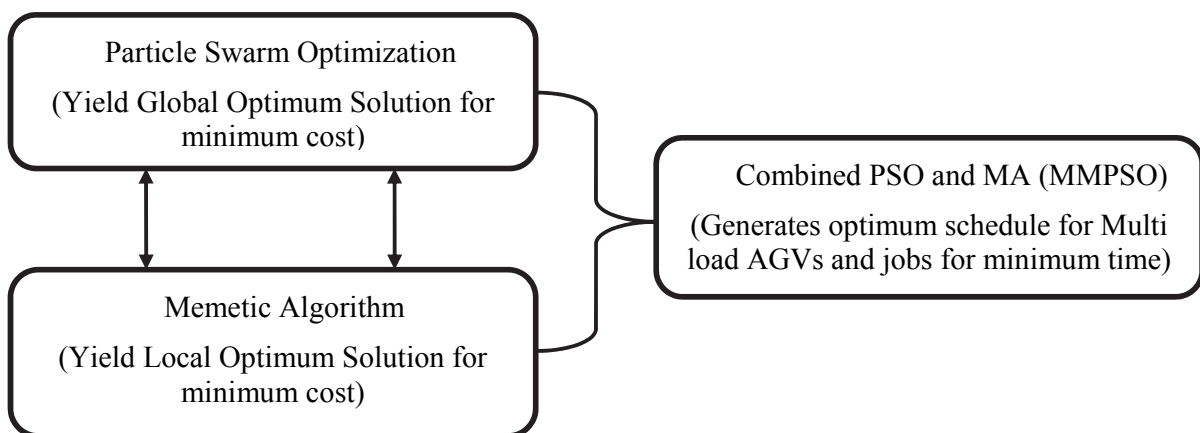 Particle Swarm Optimization
(Yield Global Optimum Solution for
minimum cost)
Combined PSO and MA (MMPSO)
(Generates optimum schedule for Multi
load AGVs and jobs for minimum time)
Memetic Algorithm
(Yield Local Optimum Solution for
minimum cost)